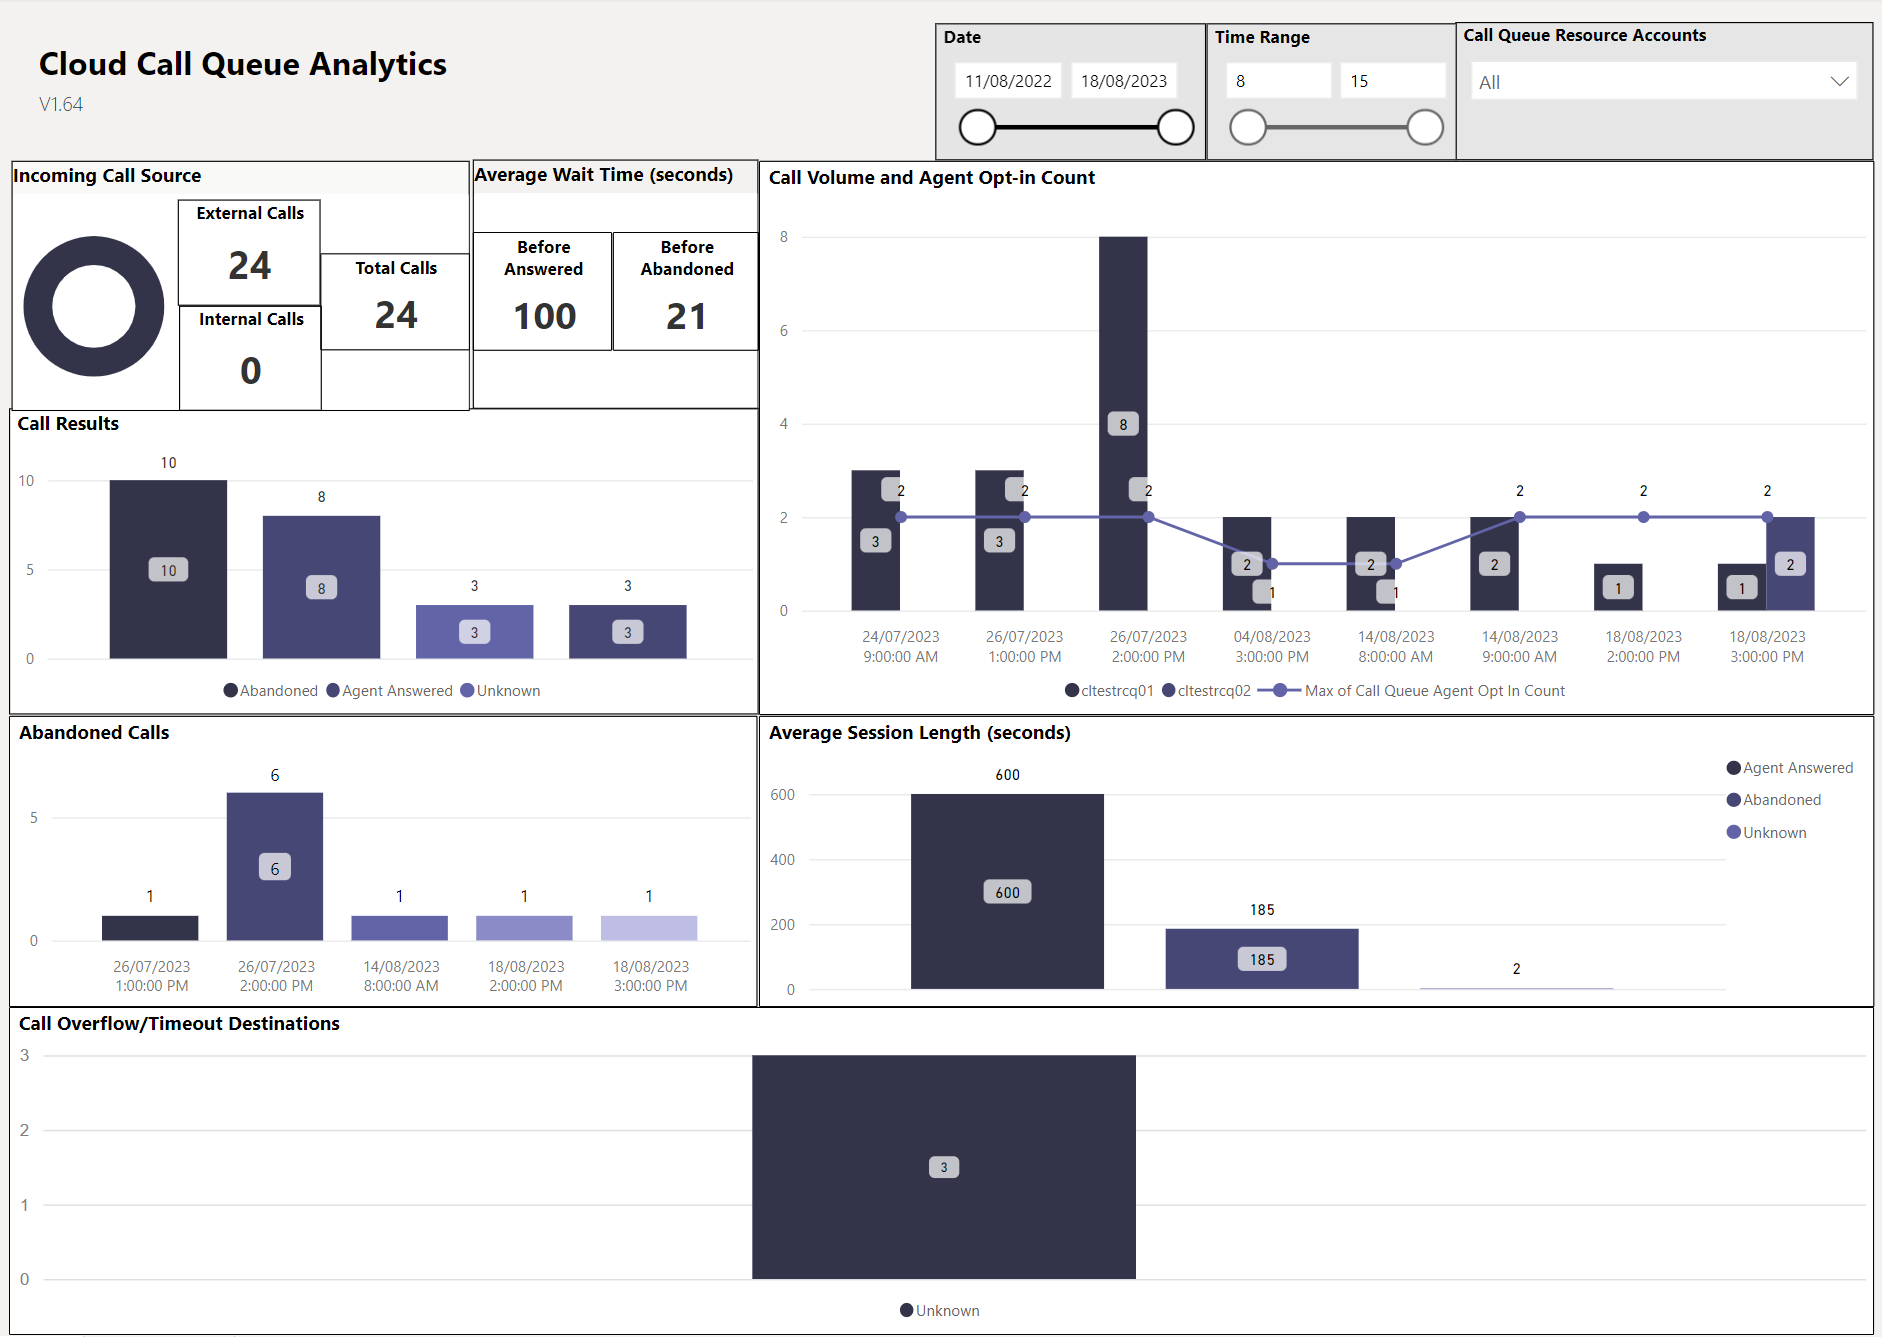 Cloud Call Queue Analytics
V1.64
Date
11/08/2022 18/08/2023
Time Range
8 15
Call Queue Resource Accounts
All
Incoming Call Source
External Calls
24
Internal Calls
0
Total Calls
24
Average Wait Time (seconds)
Before
Answered
100
Before
Abandoned
21
Call Volume and Agent Opt-in Count
8
6
4
2
0
2 2 2 2 2 2
8
3 3 2 2 2 1 1 2
1 1
24/07/2023 26/07/2023 26/07/2023 04/08/2023 14/08/2023 14/08/2023 18/08/2023 18/08/2023
9:00:00 AM 1:00:00 PM 2:00:00 PM 3:00:00 PM 8:00:00 AM 9:00:00 AM 2:00:00 PM 3:00:00 PM
cltestrcq01 cltestrcq02 Max of Call Queue Agent Opt In Count
Call Results
10
5
0
10 8 3 3
10 8 3 3
Abandoned Agent Answered Unknown
Abandoned Calls
5
0
1 6 1 1 1
6
26/07/2023 26/07/2023 14/08/2023 18/08/2023 18/08/2023
1:00:00 PM 2:00:00 PM 8:00:00 AM 2:00:00 PM 3:00:00 PM
Average Session Length (seconds)
600
400
200
0
600 185 2
600 185
Agent Answered
Abandoned
Unknown
Call Overflow/Timeout Destinations
3
2
1
0
3
Unknown